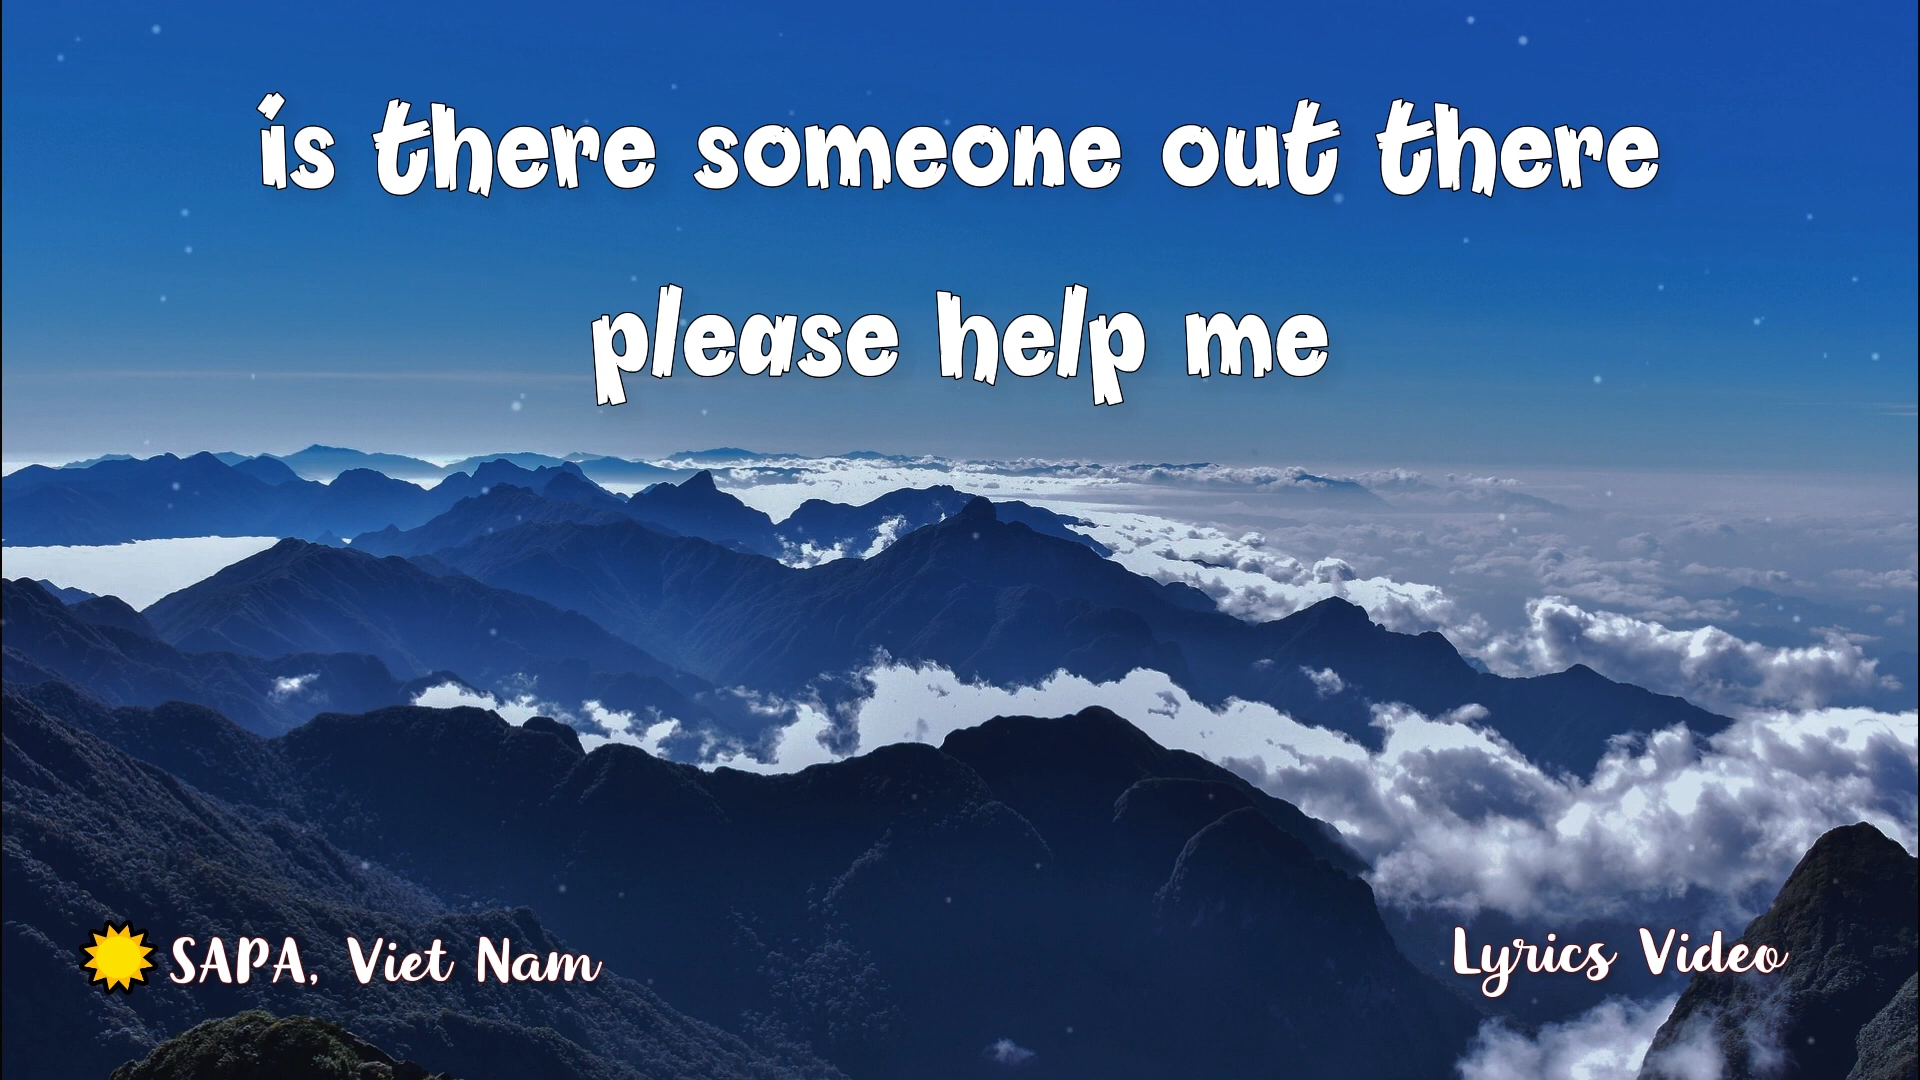 is there someone out there
please help me
SAPA, Viet Nam
Lyrics Video